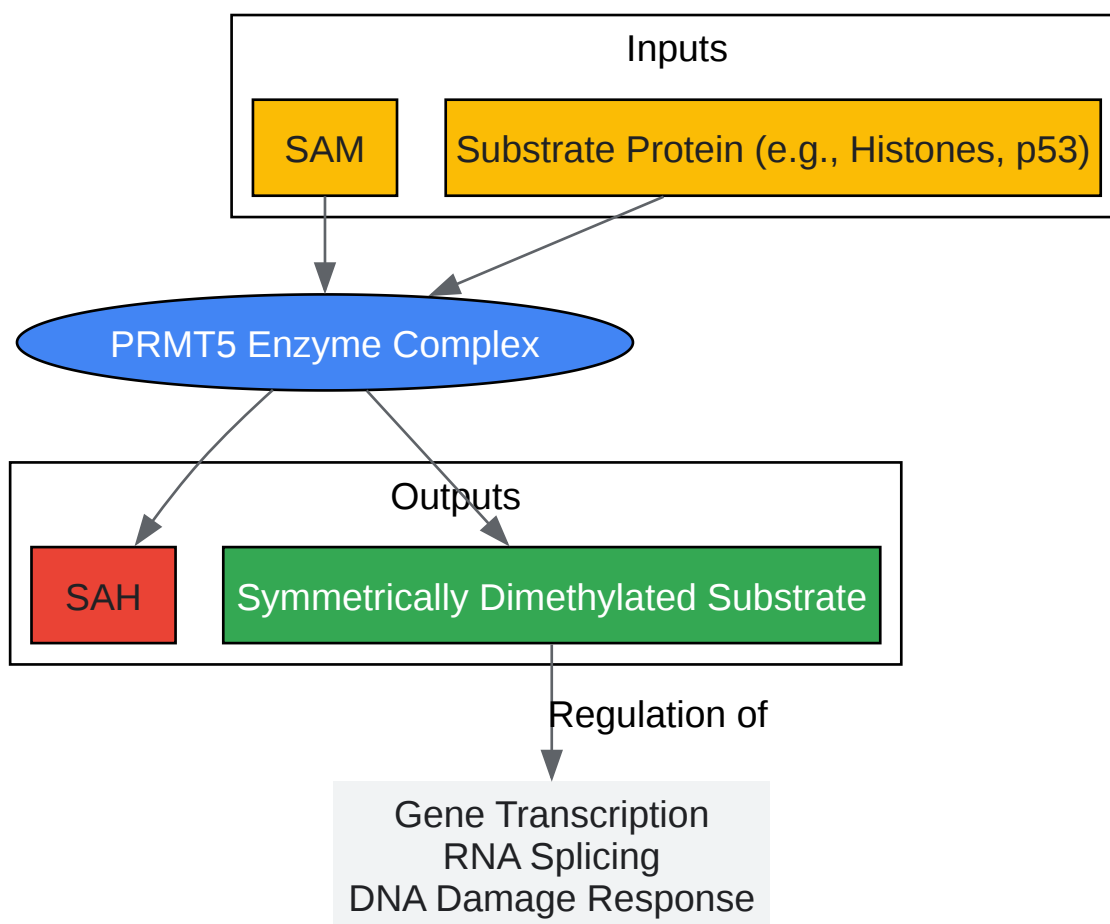 Inputs
SAM
Substrate Protein (e.g., Histones, p53)
PRMT5 Enzyme Complex
Outputs
SAH
Symmetrically Dimethylated Substrate
Regulation of
Gene Transcription
RNA Splicing
DNA Damage Response